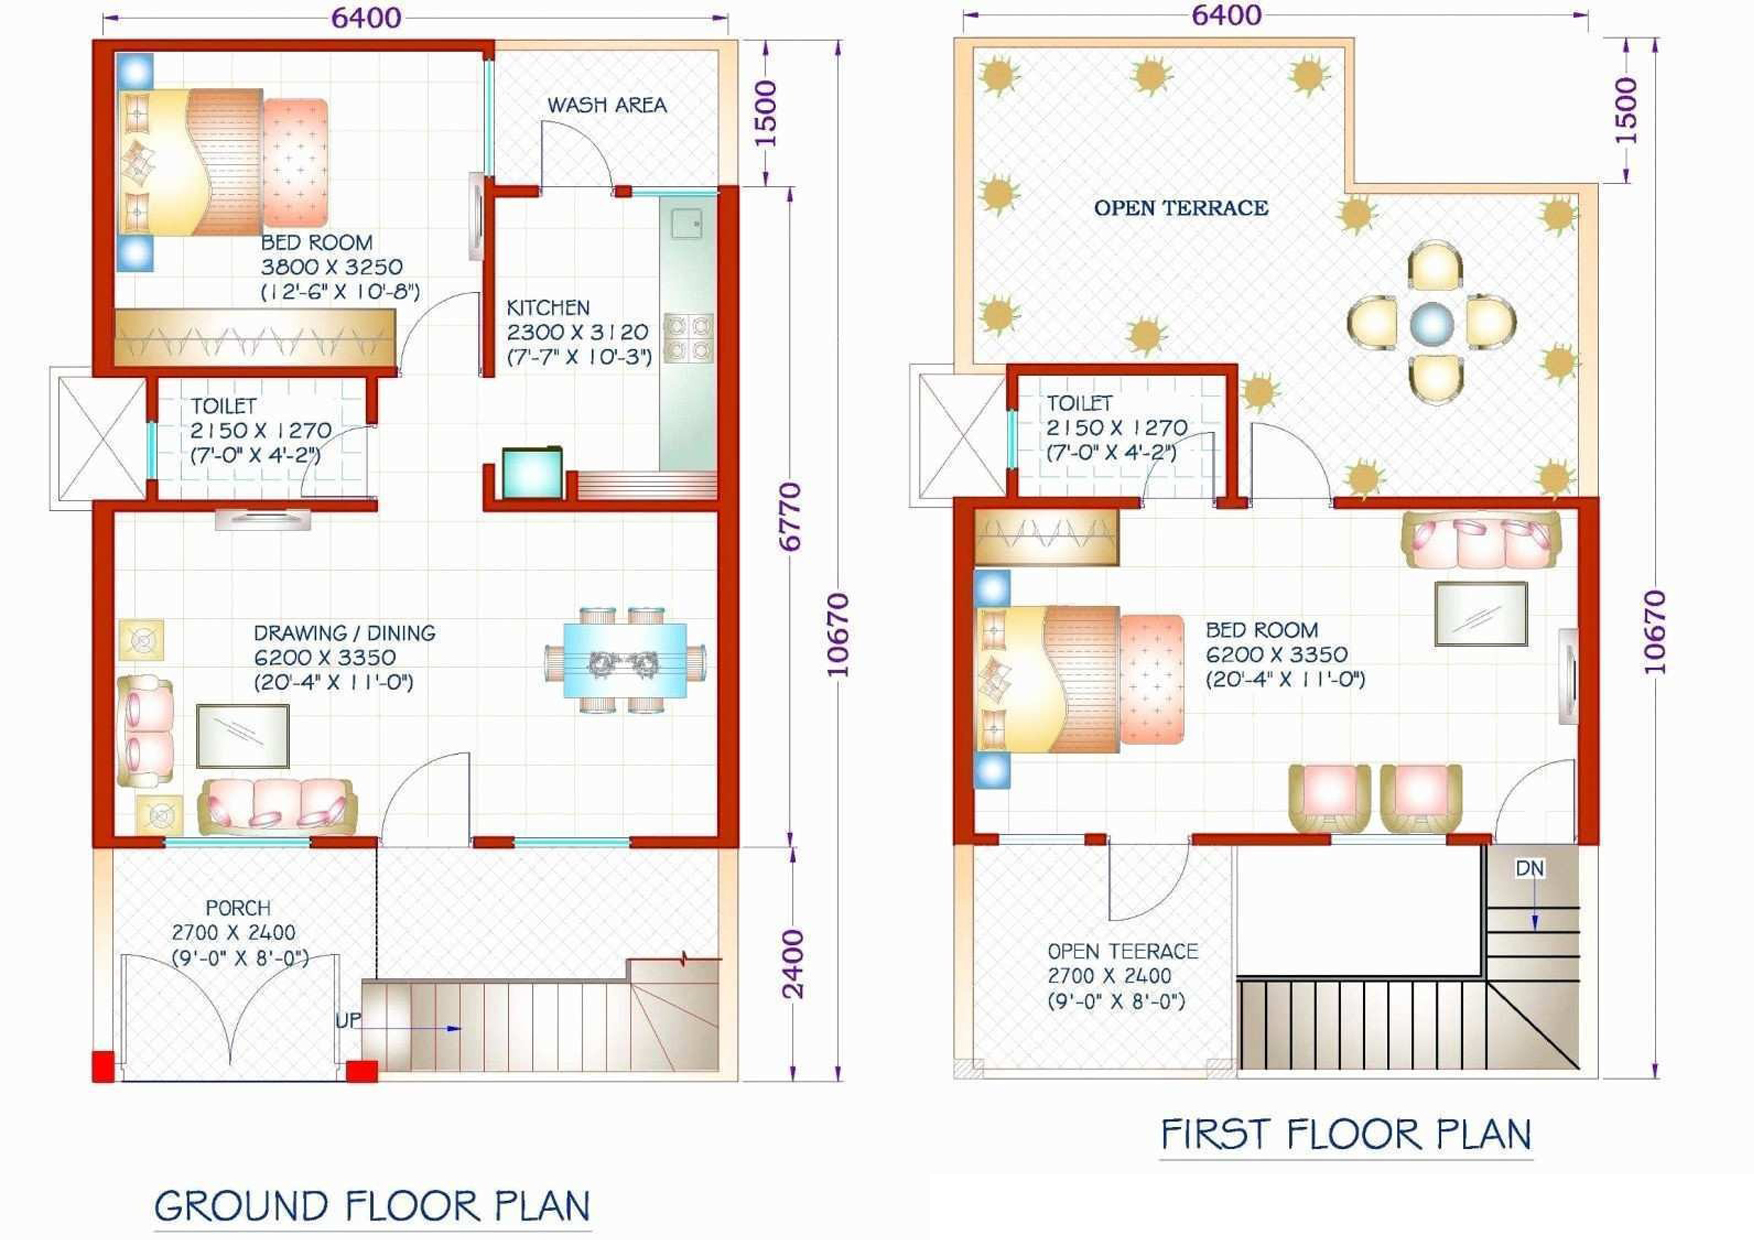 6400
WASH AREA
1500
BED ROOM
3800 X 3250
(12'-6" X 10'-8")
KITCHEN
2300 X 3120
(7'-7" X 10'-3")
TOILET
2150 X 1270
(7'-0" X 4'-2")
6770
10670
DRAWING / DINING
6200 X 3350
(20'-4" X 11'-0")
PORCH
2700 X 2400
(9'-0" X 8'-0")
UP
2400
GROUND FLOOR PLAN
6400
1500
OPEN TERRACE
TOILET
2150 X 1270
(7'-0" X 4'-2")
BED ROOM
6200 X 3350
(20'-4" X 11'-0")
10670
DN
OPEN TEERACE
2700 X 2400
(9'-0" X 8'-0")
FIRST FLOOR PLAN